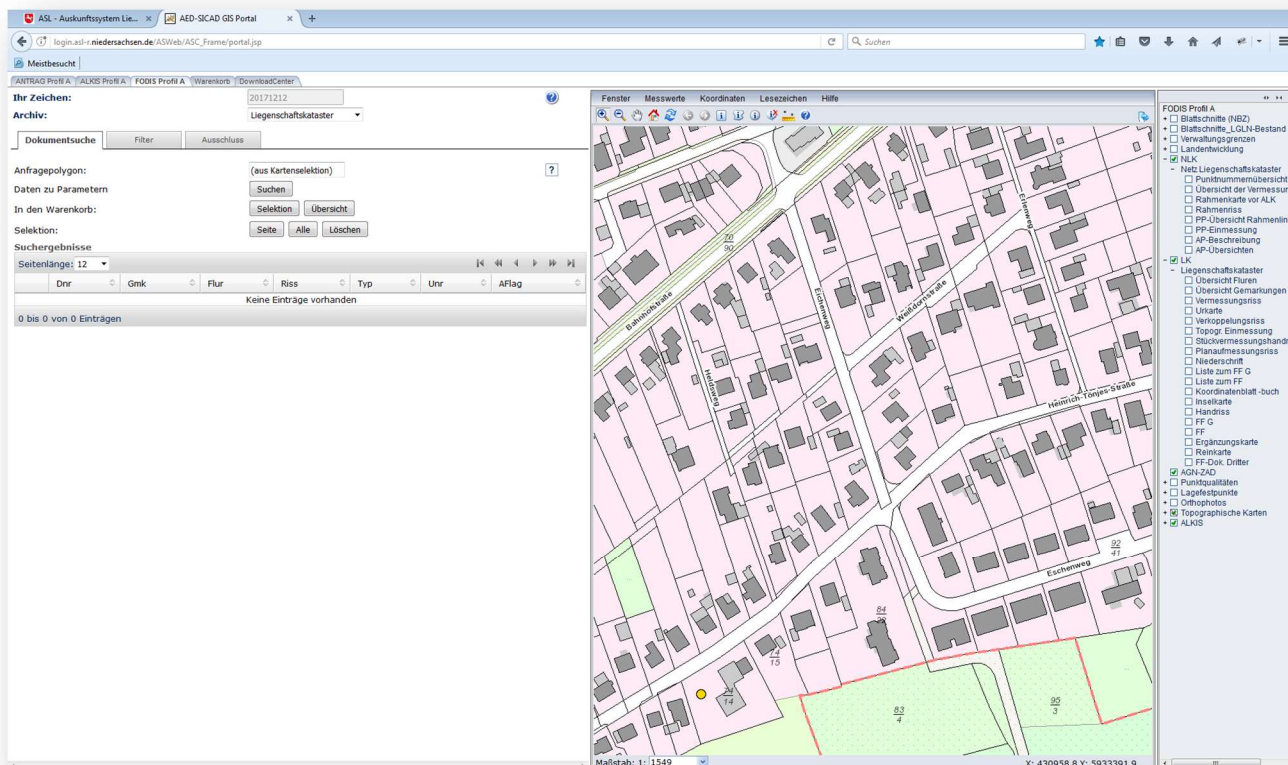 ASL - Auskunftssystem Lie... × AED-SICAD GIS Portal × +
login.asl-r.niedersachsen.de/ASWeb/ASC_Frame/portal.jsp Suchen
Meistbesucht
ANTRAG Profil A ALKIS Profil A FODIS Profil A Warenkorb DownloadCenter
Ihr Zeichen: 20171212
Archiv: Liegenschaftskataster
Dokumentsuche Filter Ausschluss
Anfragepolygon: (aus Kartenselektion) ?
Daten zu Parametern Suchen
In den Warenkorb: Selektion Übersicht
Selektion: Seite Alle Löschen
Suchergebnisse
Seitenlänge: 12
Dnr Gmk Flur Riss Typ Unr AFlag
Keine Einträge vorhanden
0 bis 0 von 0 Einträgen
Fenster Messwerte Koordinaten Lesezeichen Hilfe
70
90
Bahnhofstraße
Eichenweg
Erlenweg
Weißdornstraße
Heidsweg
Heinrich-Tönjes-Straße
92
41
Eschenweg
84
74
15
14
83
4
95
3
Maßstab: 1: 1549 X: 430958.8 Y: 5933391.9
FODIS Profil A
Blattschnitte (NBZ)
Blattschnitte_LGLN-Bestand
Verwaltungsgrenzen
Landentwicklung
NLK
Netz Liegenschaftskataster
Punktnummernübersicht
Übersicht der Vermessun
Rahmenkarte vor ALK
Rahmenriss
PP-Übersicht Rahmenlin
PP-Einmessung
AP-Beschreibung
AP-Übersichten
LK
Liegenschaftskataster
Übersicht Fluren
Übersicht Gemarkungen
Vermessungsriss
Urkarte
Verkoppelungsriss
Topogr. Einmessung
Stückvermessungshandr
Planaufmessungsriss
Niederschrift
Liste zum FF G
Liste zum FF
Koordinatenblatt -buch
Inselkarte
Handriss
FF G
FF
Ergänzungskarte
Reinkarte
FF-Dok. Dritter
AGN-ZAD
Punktqualitäten
Lagefestpunkte
Orthophotos
Topographische Karten
ALKIS